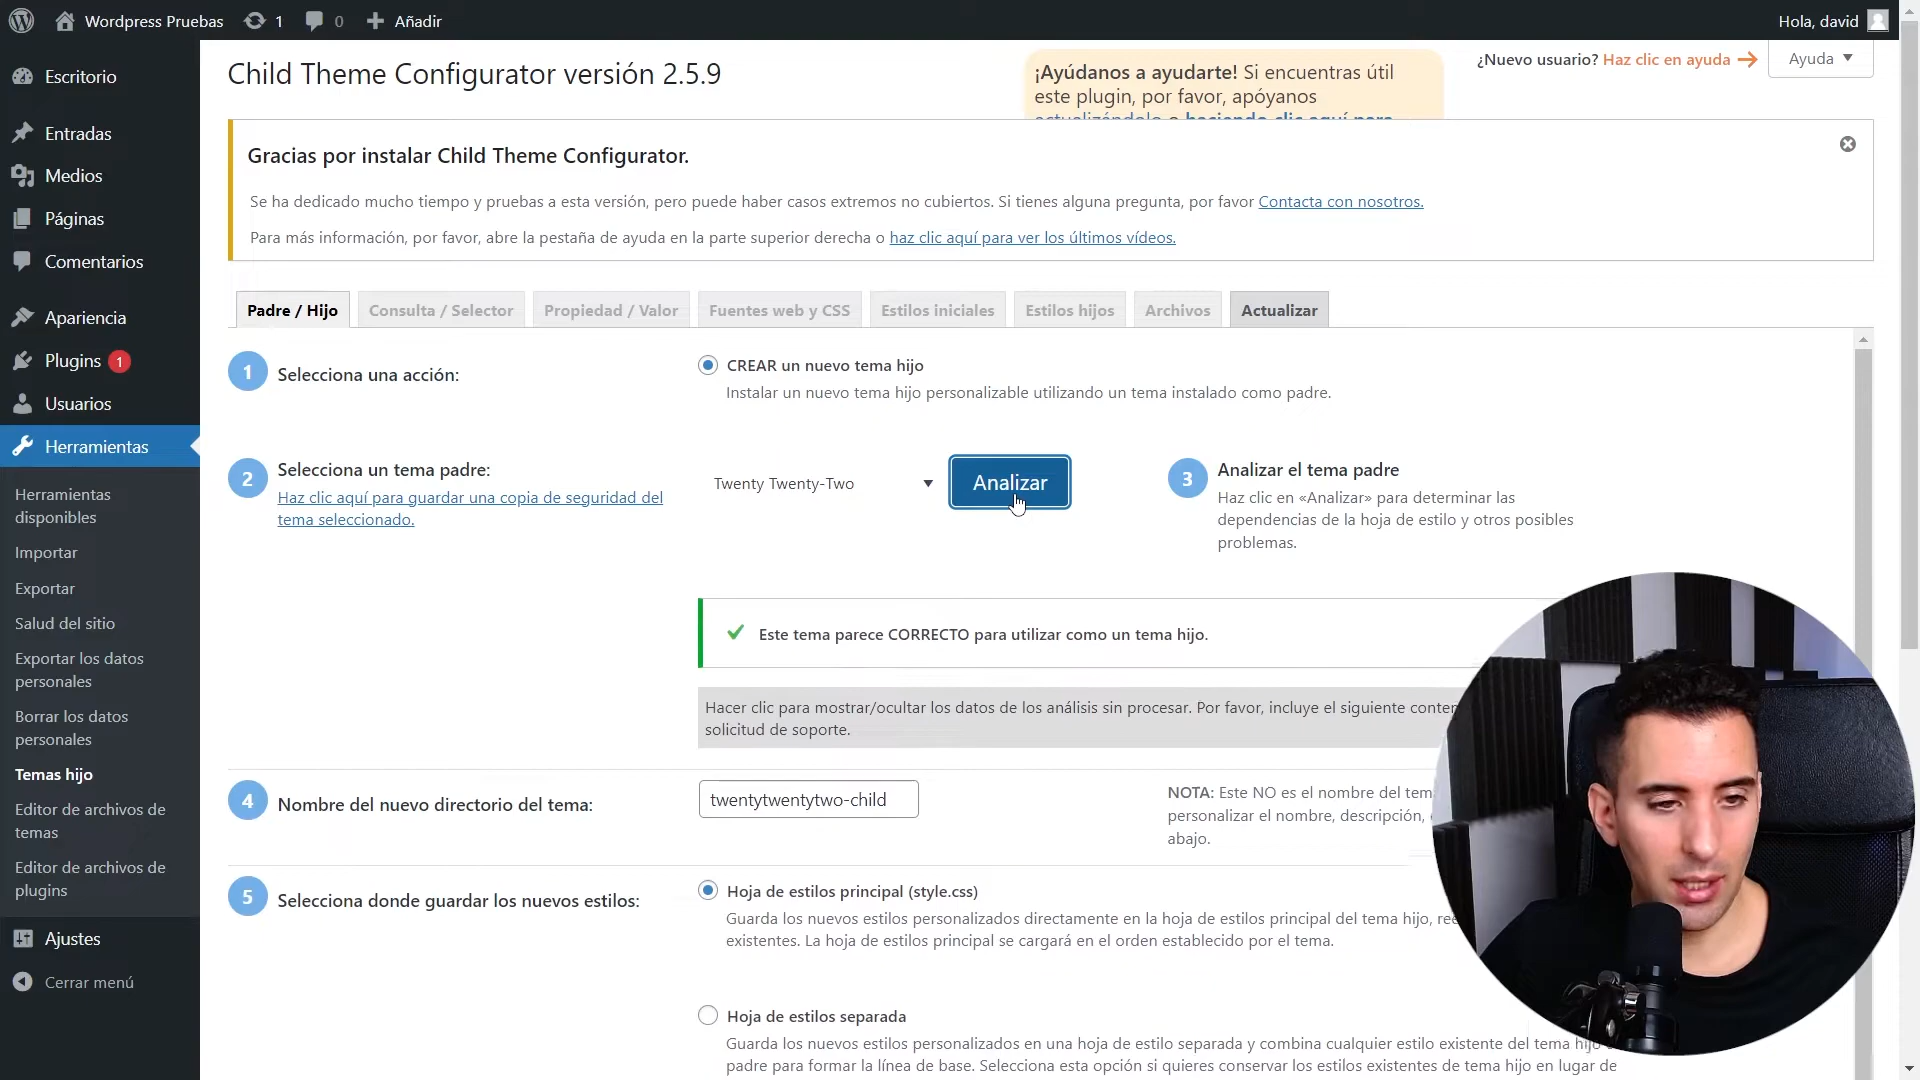 Wordpress Pruebas 1 0 Añadir Hola, david
Escritorio
Entradas
Medios
Páginas
Comentarios
Apariencia
Plugins 1
Usuarios
Herramientas
Herramientas
disponibles
Importar
Exportar
Salud del sitio
Exportar los datos
personales
Borrar los datos
personales
Temas hijo
Editor de archivos de
temas
Editor de archivos de
plugins
Ajustes
Cerrar menú
Child Theme Configurator versión 2.5.9
¡Ayúdanos a ayudarte! Si encuentras útil
este plugin, por favor, apóyanos
actualizándolo o haciendo clic aquí para
¿Nuevo usuario? Haz clic en ayuda
Ayuda
Gracias por instalar Child Theme Configurator.
Se ha dedicado mucho tiempo y pruebas a esta versión, pero puede haber casos extremos no cubiertos. Si tienes alguna pregunta, por favor Contacta con nosotros.
Para más información, por favor, abre la pestaña de ayuda en la parte superior derecha o haz clic aquí para ver los últimos vídeos.
Padre / Hijo Consulta / Selector Propiedad / Valor Fuentes web y CSS Estilos iniciales Estilos hijos Archivos Actualizar
1 Selecciona una acción:
CREAR un nuevo tema hijo
Instalar un nuevo tema hijo personalizable utilizando un tema instalado como padre.
2 Selecciona un tema padre:
Haz clic aquí para guardar una copia de seguridad del
tema seleccionado.
Twenty Twenty-Two
Analizar
3 Analizar el tema padre
Haz clic en «Analizar» para determinar las
dependencias de la hoja de estilo y otros posibles
problemas.
Este tema parece CORRECTO para utilizar como un tema hijo.
Hacer clic para mostrar/ocultar los datos de los análisis sin procesar. Por favor, incluye el siguiente conten
solicitud de soporte.
4 Nombre del nuevo directorio del tema:
twentytwentytwo-child
NOTA: Este NO es el nombre del tem
personalizar el nombre, descripción,
abajo.
5 Selecciona donde guardar los nuevos estilos:
Hoja de estilos principal (style.css)
Guarda los nuevos estilos personalizados directamente en la hoja de estilos principal del tema hijo, ree
existentes. La hoja de estilos principal se cargará en el orden establecido por el tema.
Hoja de estilos separada
Guarda los nuevos estilos personalizados en una hoja de estilo separada y combina cualquier estilo existente del tema hijo
padre para formar la línea de base. Selecciona esta opción si quieres conservar los estilos existentes de tema hijo en lugar de